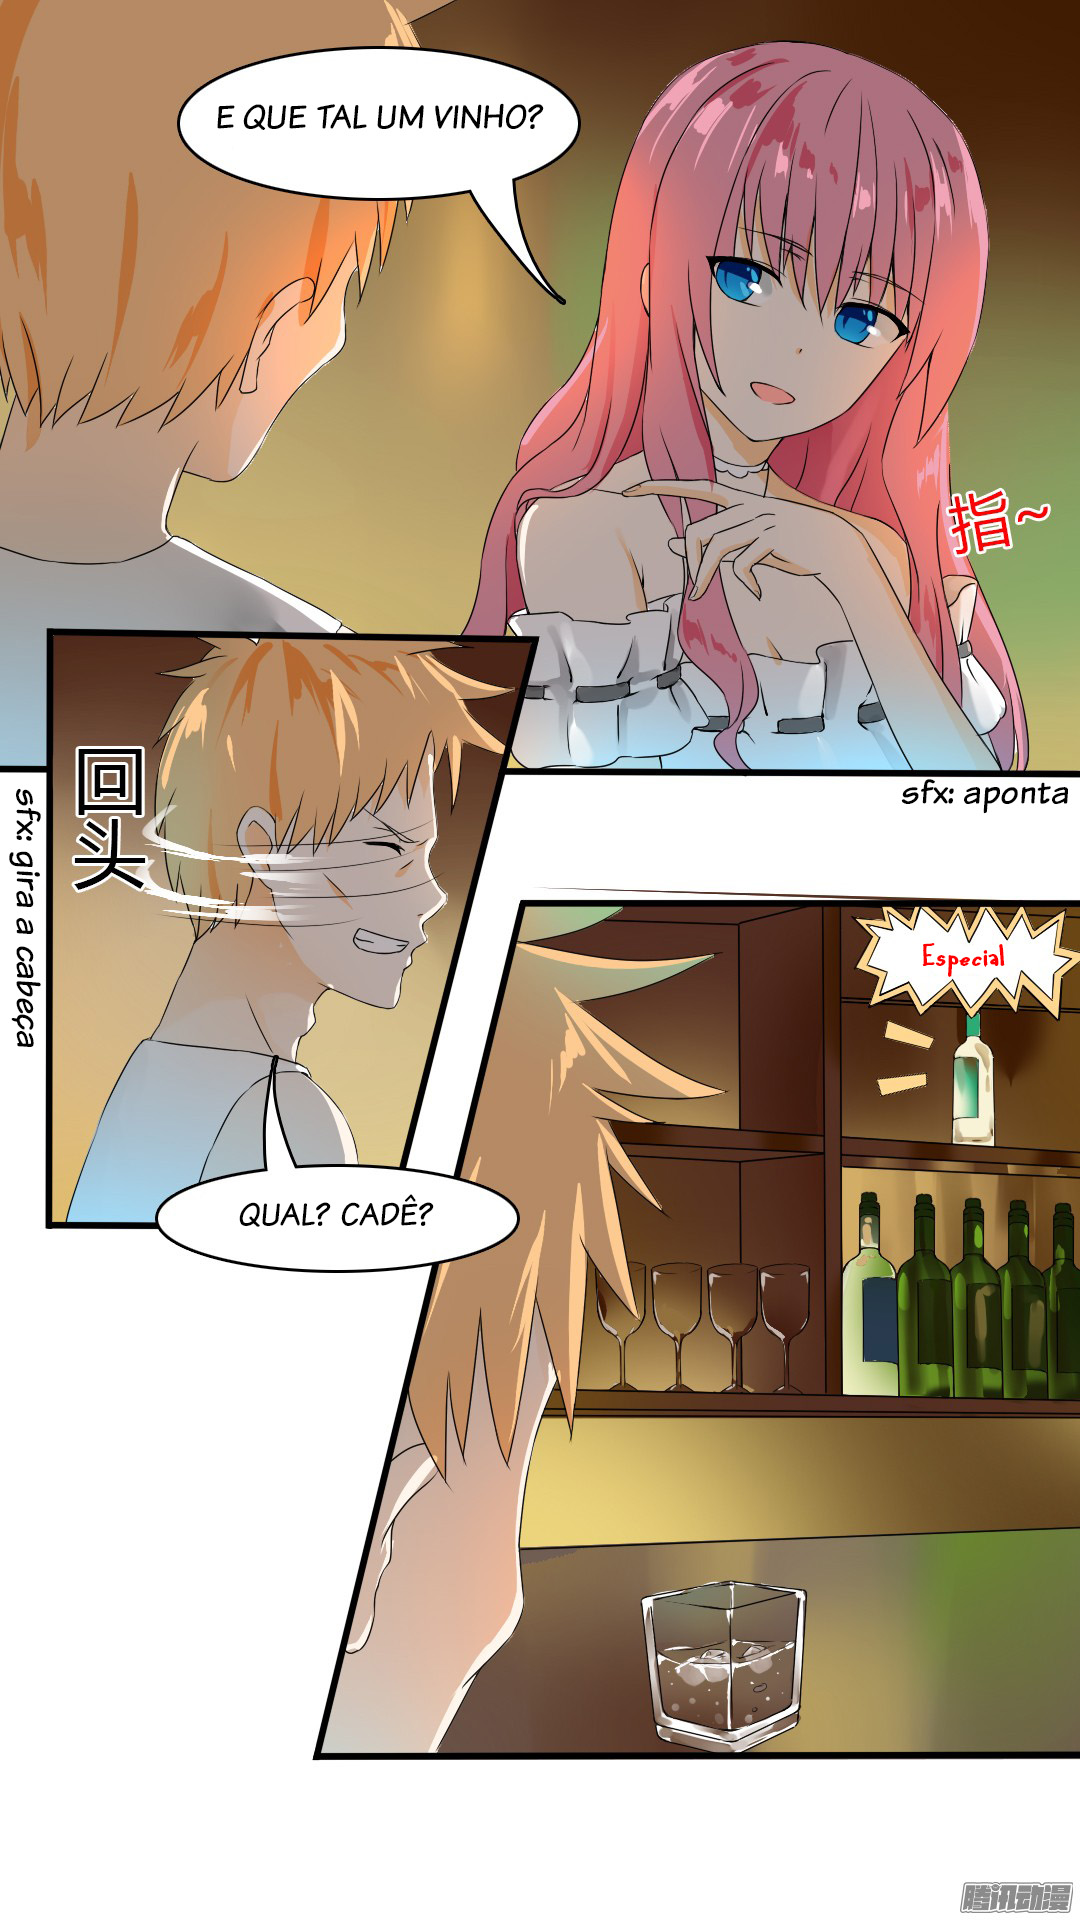 E QUE TAL UM VINHO?
指~
sfx: aponta
回头
sfx: gira a cabeça
QUAL? CADÊ?
Especial
腾讯动漫